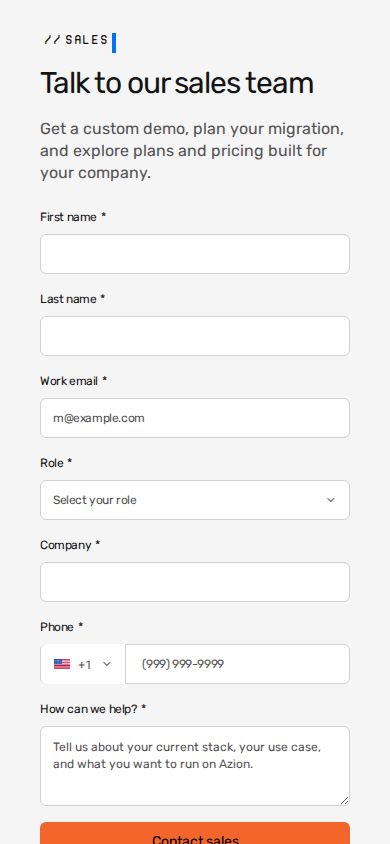 // SALES
Talk to our sales team
Get a custom demo, plan your migration,
and explore plans and pricing built for
your company.
First name *
Last name *
Work email *
m@example.com
Role *
Select your role
Company *
Phone *
+1 (999) 999-9999
How can we help? *
Tell us about your current stack, your use case,
and what you want to run on Azion.
Contact sales